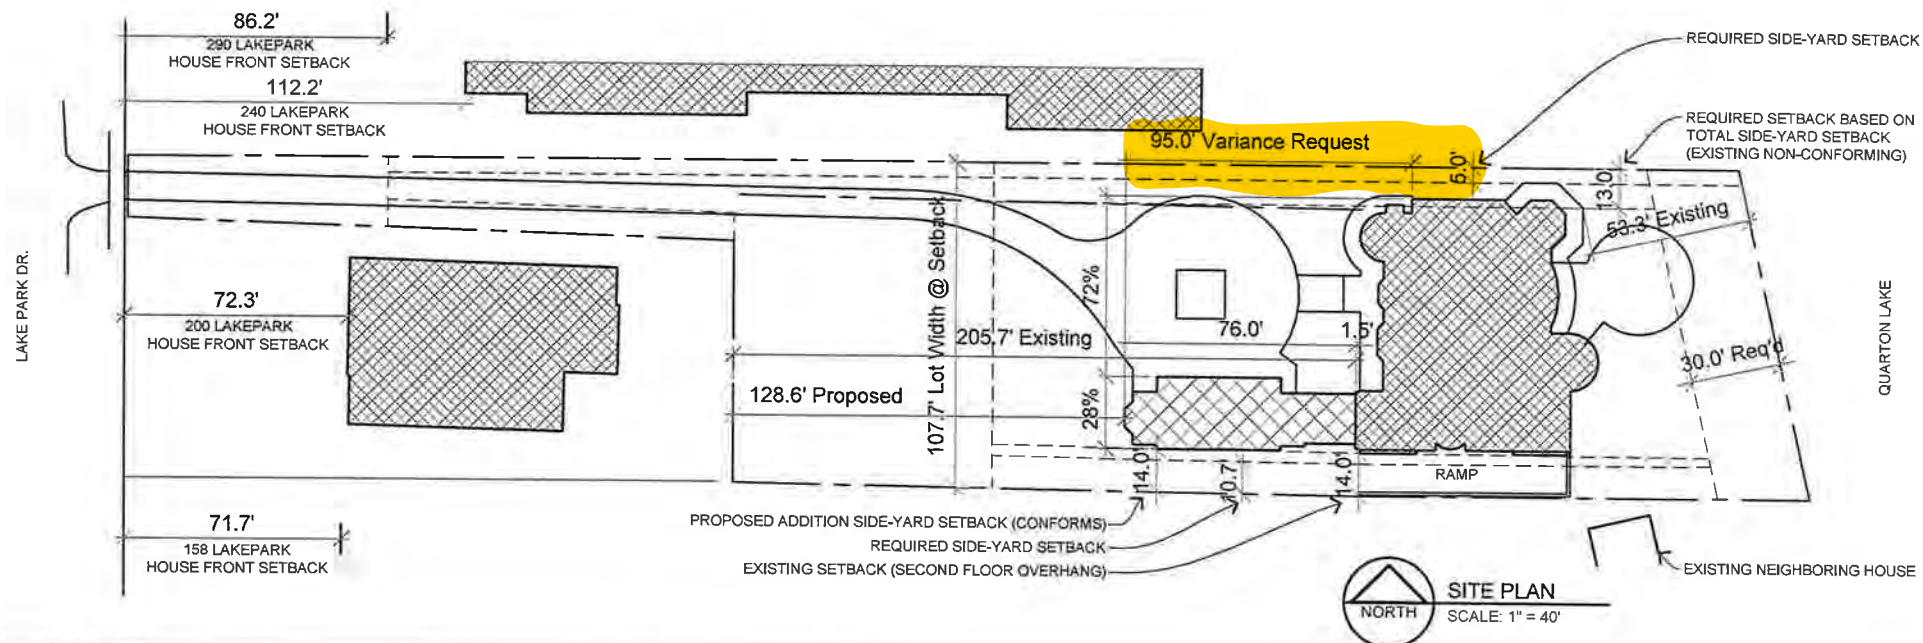 86.2'
290 LAKEPARK
HOUSE FRONT SETBACK
112.2'
240 LAKEPARK
HOUSE FRONT SETBACK
REQUIRED SIDE-YARD SETBACK
REQUIRED SETBACK BASED ON
TOTAL SIDE-YARD SETBACK
(EXISTING NON-CONFORMING)
95.0' Variance Request
5.0'
13.0'
53.3' Existing
LAKE PARK DR.
72.3'
200 LAKEPARK
HOUSE FRONT SETBACK
107.7' Lot Width @ Setback
72%
205.7' Existing
76.0'
1.5'
128.6' Proposed
28%
30.0' Req'd
QUARTON LAKE
14.0'
10.7'
14.0'
RAMP
71.7'
158 LAKEPARK
HOUSE FRONT SETBACK
PROPOSED ADDITION SIDE-YARD SETBACK (CONFORMS)
REQUIRED SIDE-YARD SETBACK
EXISTING SETBACK (SECOND FLOOR OVERHANG)
EXISTING NEIGHBORING HOUSE
NORTH
SITE PLAN
SCALE: 1" = 40'